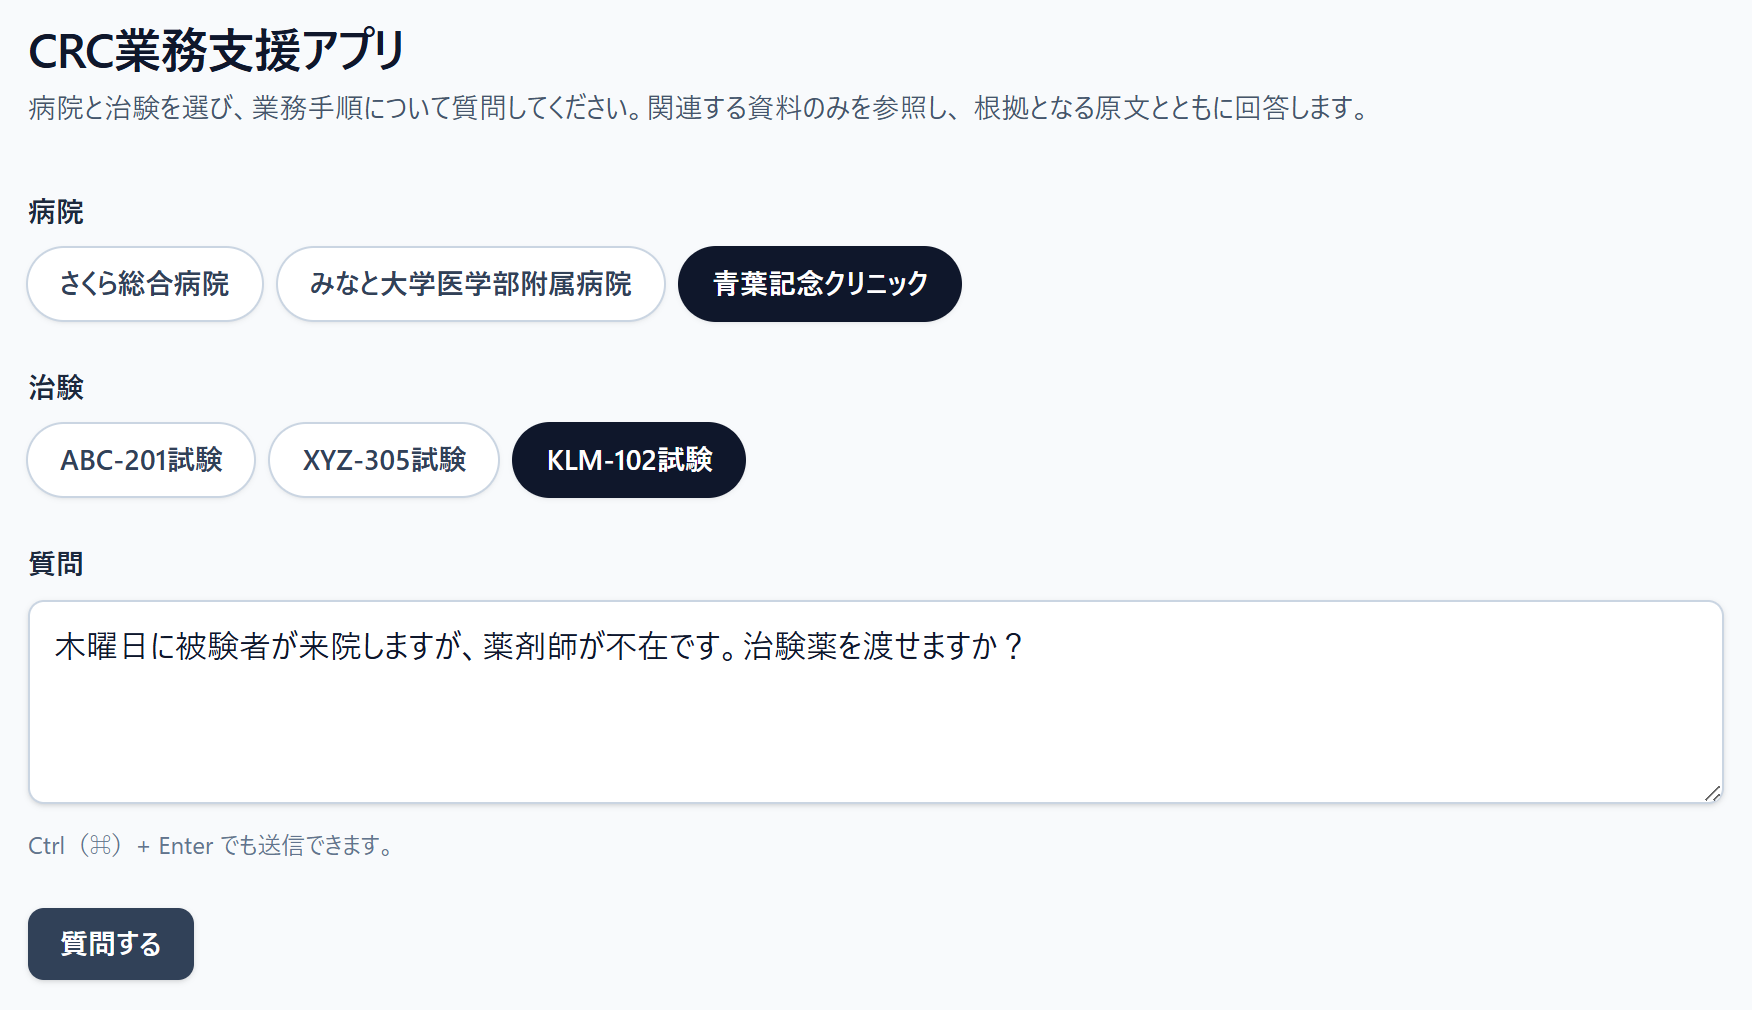 CRC業務支援アプリ
病院と治験を選び、業務手順について質問してください。関連する資料のみを参照し、根拠となる原文とともに回答します。
病院
さくら総合病院
みなと大学医学部附属病院
青葉記念クリニック
治験
ABC-201試験
XYZ-305試験
KLM-102試験
質問
木曜日に被験者が来院しますが、薬剤師が不在です。治験薬を渡せますか？
Ctrl（⌘）+ Enter でも送信できます。
質問する